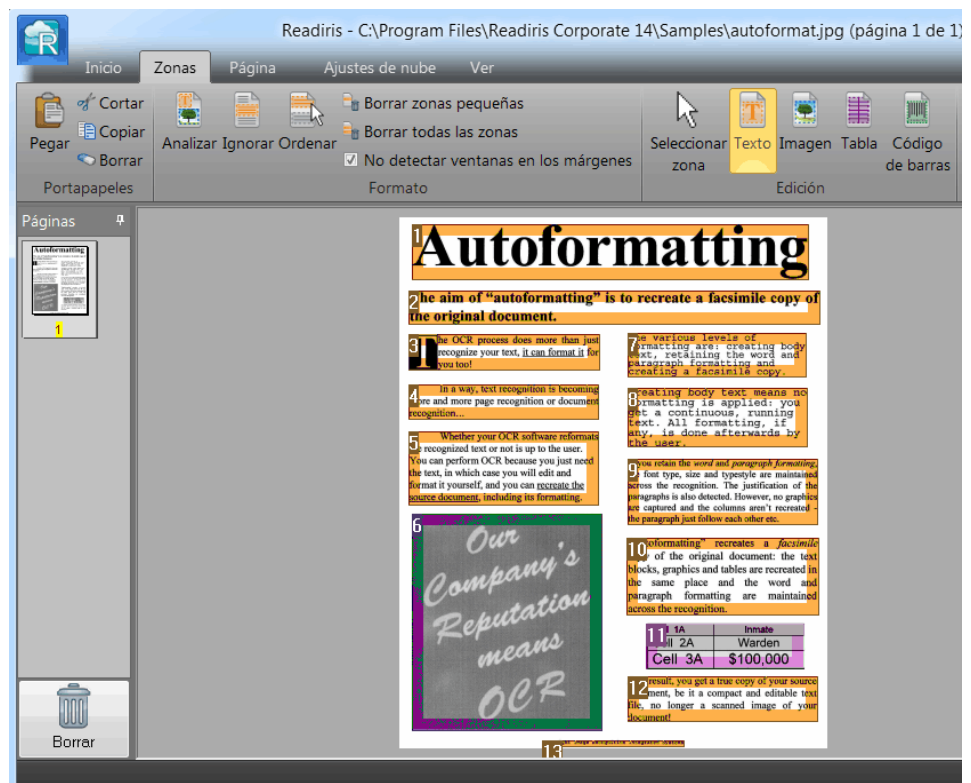 Readiris - C:\Program Files\Readiris Corporate 14\Samples\autoformat.jpg (página 1 de 1)
R
Inicio Zonas Página Ajustes de nube Ver
Pegar
Cortar
Copiar
Borrar
Portapapeles
Analizar Ignorar Ordenar
Borrar zonas pequeñas
Borrar todas las zonas
No detectar ventanas en los márgenes
Formato
Seleccionar zona
Texto Imagen Tabla Código de barras
Edición
Páginas
1
Borrar
1 Autoformatting
2 he aim of “autoformatting” is to recreate a facsimile copy of
the original document.
3 he OCR process does more than just
recognize your text, it can format it for
you too!
4 In a way, text recognition is becoming
ore and more page recognition or document
recognition...
5 Whether your OCR software reformats
e recognized text or not is up to the user.
You can perform OCR because you just need
the text, in which case you will edit and
format it yourself, and you can recreate the
source document, including its formatting.
6
Our
Company's
Reputation
means
OCR
7 e various levels of
ormatting are: creating body
text, retaining the word and
paragraph formatting and
creating a facsimile copy.
8 reating body text means no
ormatting is applied: you
get a continuous, running
text. All formatting, if
any, is done afterwards by
the user.
9 you retain the word and paragraph formatting,
e font type, size and typestyle are maintained
across the recognition. The justification of the
paragraphs is also detected. However, no graphics
are captured and the columns aren't recreated -
the paragraph just follow each other etc.
10 toformatting” recreates a facsimile
of the original document: the text
blocks, graphics and tables are recreated in
the same place and the word and
paragraph formatting are maintained
across the recognition.
11 1A Inmate
ll 2A Warden
Cell 3A $100,000
12 result, you get a true copy of your source
ment, be it a compact and editable text
file, no longer a scanned image of your
document!
13